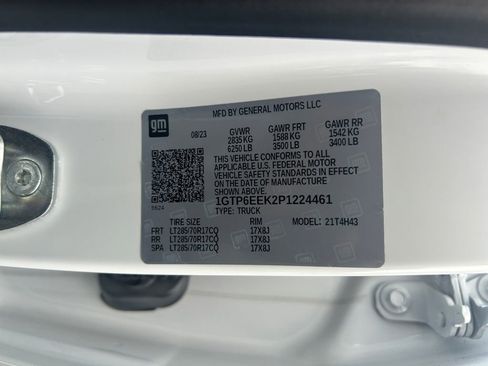 MFD BY GENERAL MOTORS LLC
gm
08/23 GVWR GAWR FRT GAWR RR
2835 KG 1588 KG 1542 KG
6250 LB 3500 LB 3400 LB
THIS VEHICLE CONFORMS TO ALL APPLICABLE
U.S. FEDERAL MOTOR
VEHICLE SAFETY STANDARDS IN EFFECT
ON THE DATE OF MANUFACTURE
SHOWN ABOVE.
1GTP6EEK2P1224461
TYPE: TRUCK
TIRE SIZE RIM MODEL: 21T4H43
FRT LT285/70R17CQ 17X8J
RR LT285/70R17CQ 17X8J
SPA LT285/70R17CQ 17X8J